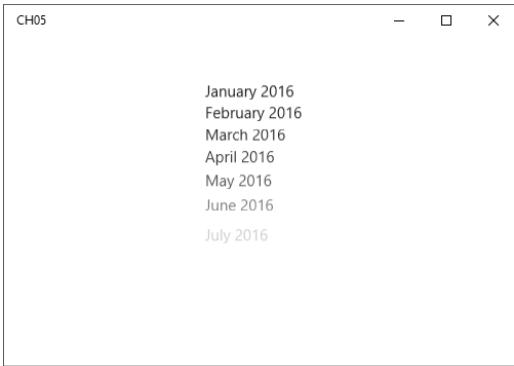 CH05
January 2016
February 2016
March 2016
April 2016
May 2016
June 2016
July 2016